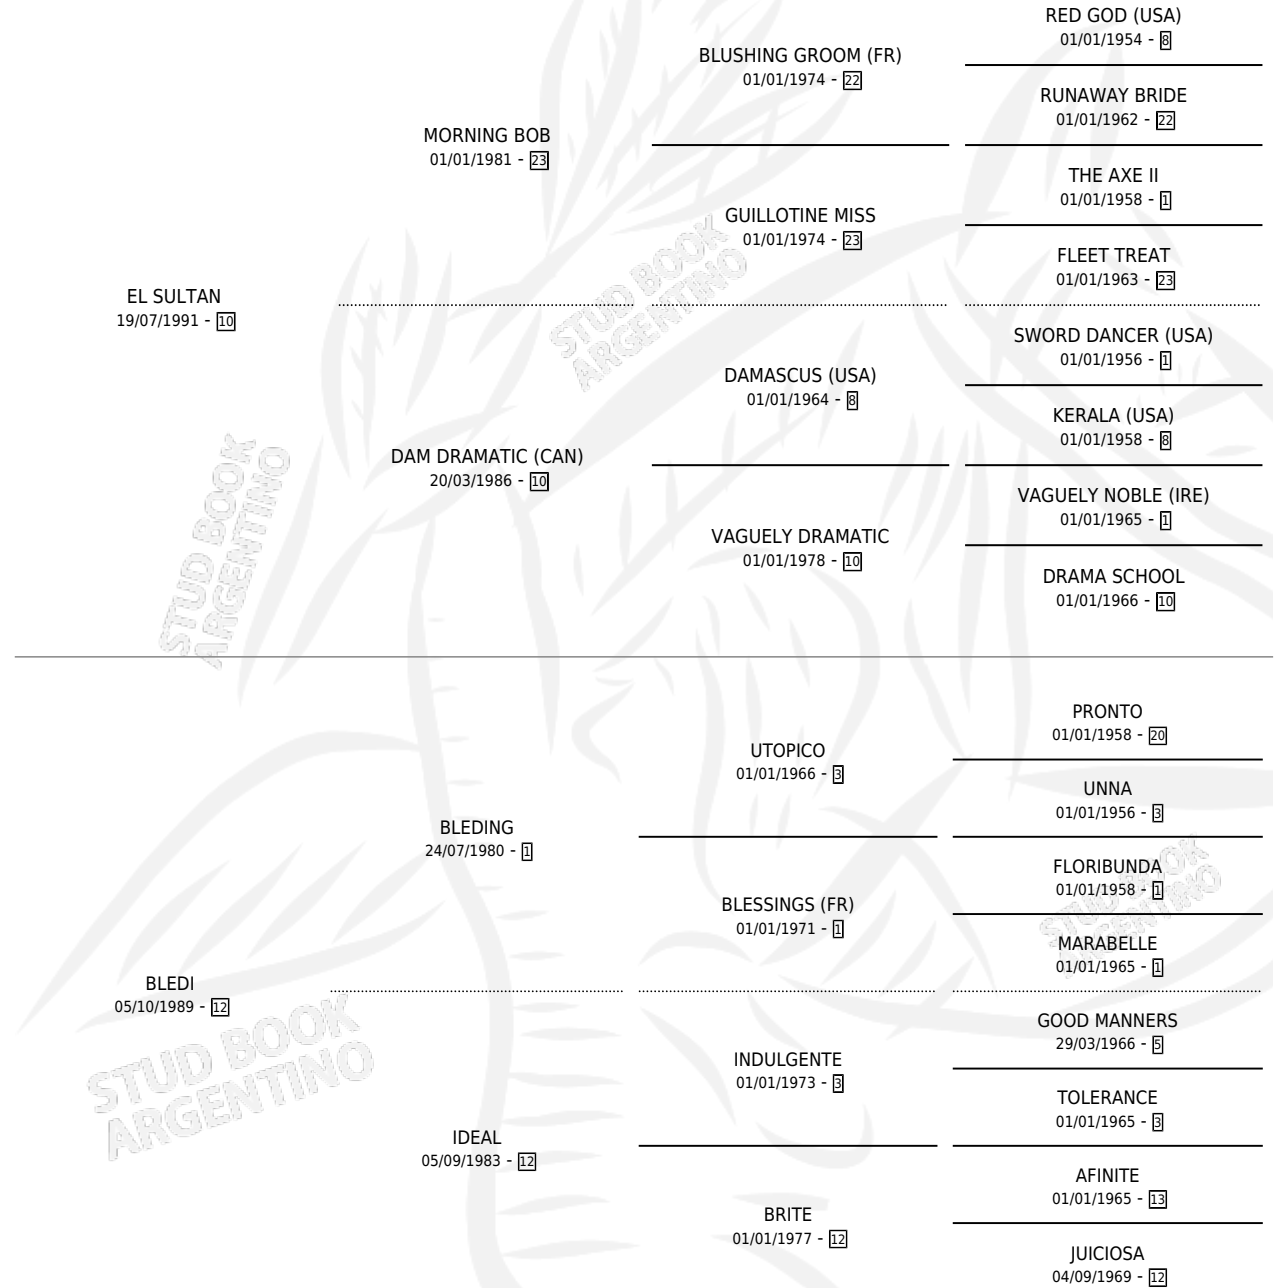 RED GOD (USA)
01/01/1954 - 8
BLUSHING GROOM (FR)
01/01/1974 - 22
RUNAWAY BRIDE
01/01/1962 - 22
MORNING BOB
01/01/1981 - 23
THE AXE II
01/01/1958 - 1
GUILLOTINE MISS
01/01/1974 - 23
FLEET TREAT
01/01/1963 - 23
EL SULTAN
19/07/1991 - 10
STUD BOOK
ARGENTINO
SWORD DANCER (USA)
01/01/1956 - 1
DAMASCUS (USA)
01/01/1964 - 8
KERALA (USA)
01/01/1958 - 8
DAM DRAMATIC (CAN)
20/03/1986 - 10
VAGUELY NOBLE (IRE)
01/01/1965 - 1
VAGUELY DRAMATIC
01/01/1978 - 10
DRAMA SCHOOL
01/01/1966 - 10
STUD BOOK
ARGENTINO
PRONTO
01/01/1958 - 20
UTOPICO
01/01/1966 - 3
UNNA
01/01/1956 - 3
BLEDING
24/07/1980 - 1
FLORIBUNDA
01/01/1958 - 1
BLESSINGS (FR)
01/01/1971 - 1
MARABELLE
01/01/1965 - 1
STUD BOOK
ARGENTINO
BLEDI
05/10/1989 - 12
STUD BOOK
ARGENTINO
GOOD MANNERS
29/03/1966 - 5
INDULGENTE
01/01/1973 - 3
TOLERANCE
01/01/1965 - 3
IDEAL
05/09/1983 - 12
AFINITE
01/01/1965 - 13
BRITE
01/01/1977 - 12
JUICIOSA
04/09/1969 - 12